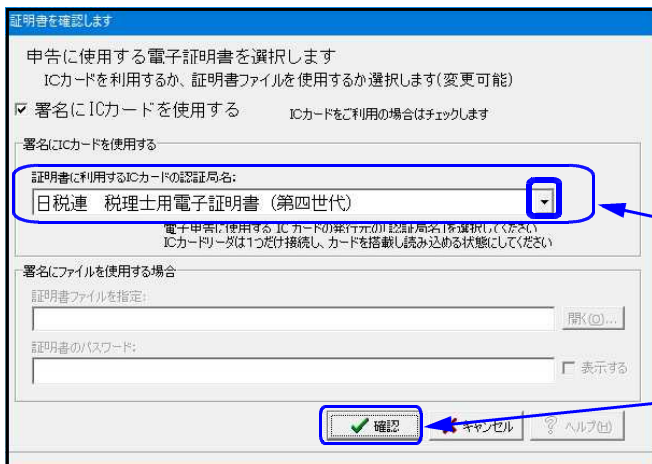 証明書を確認します
申告に使用する電子証明書を選択します
ICカードを利用するか、証明書ファイルを使用するか選択します(変更可能)
署名にICカードを使用する ICカードをご利用の場合はチェックします
署名にICカードを使用する
証明書に利用するICカードの認証局名:
日税連 税理士用電子証明書 (第四世代)
電子申告に使用する ICカードの発行元の「認証局名」を選択してください
ICカードリーダは1つだけ接続し、カードを搭載し読み込める状態にしてください
署名にファイルを使用する場合
証明書ファイルを指定:
開く(O)...
証明書のパスワード:
表示する
確認 キャンセル ヘルプ(H)